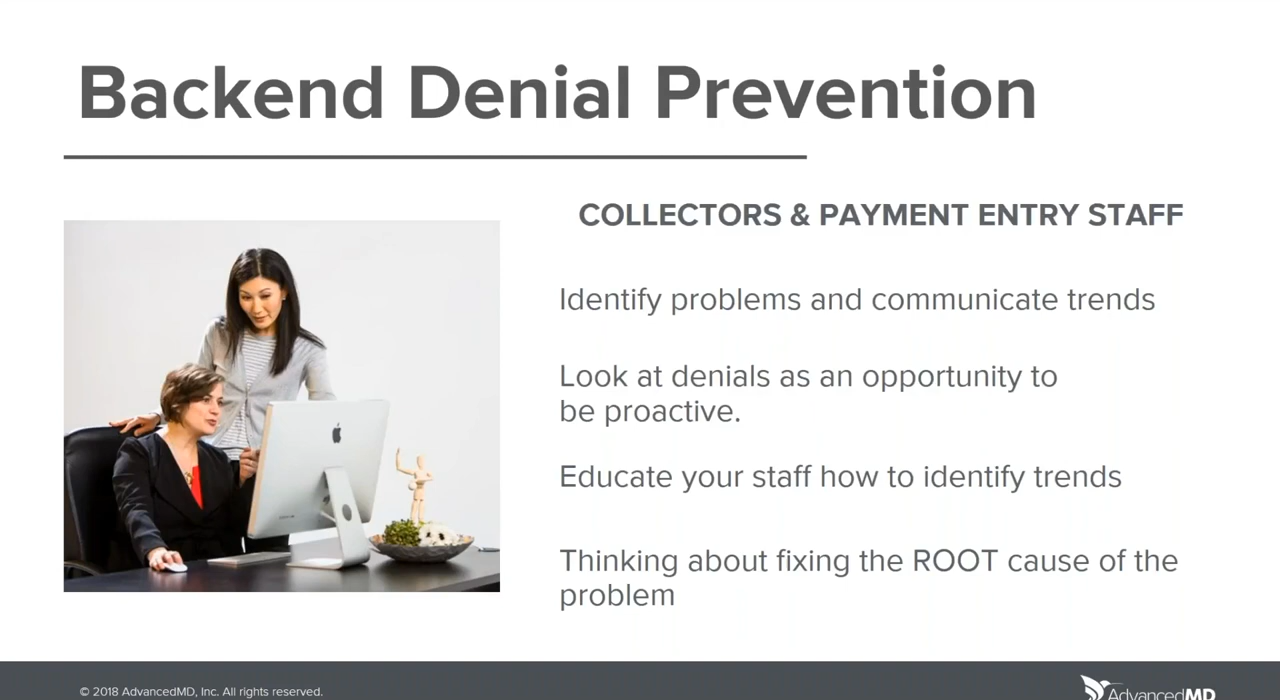 Backend Denial Prevention
COLLECTORS & PAYMENT ENTRY STAFF
Identify problems and communicate trends
Look at denials as an opportunity to
be proactive.
Educate your staff how to identify trends
Thinking about fixing the ROOT cause of the
problem
© 2018 AdvancedMD, Inc. All rights reserved.
AdvancedMD